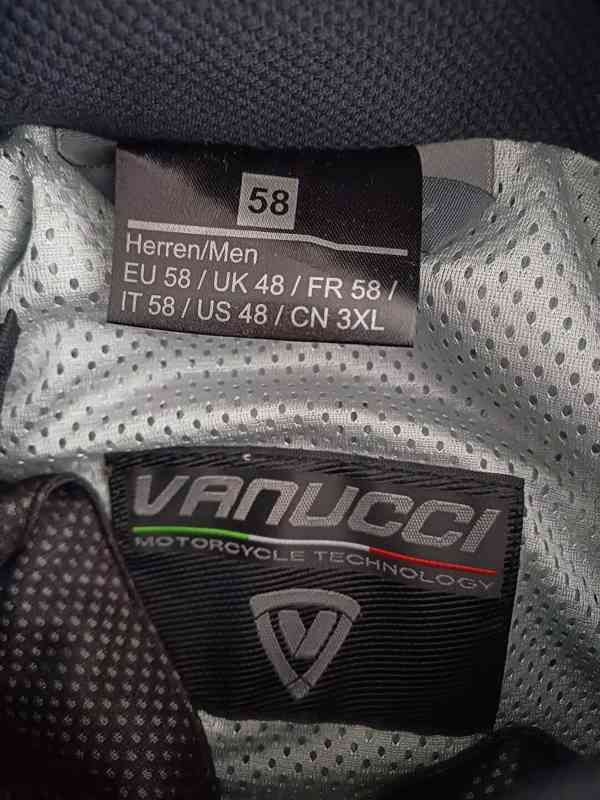 58
Herren/Men
EU 58 / UK 48 / FR 58 /
IT 58 / US 48 / CN 3XL
VANUCCI
MOTORCYCLE TECHNOLOGY
V